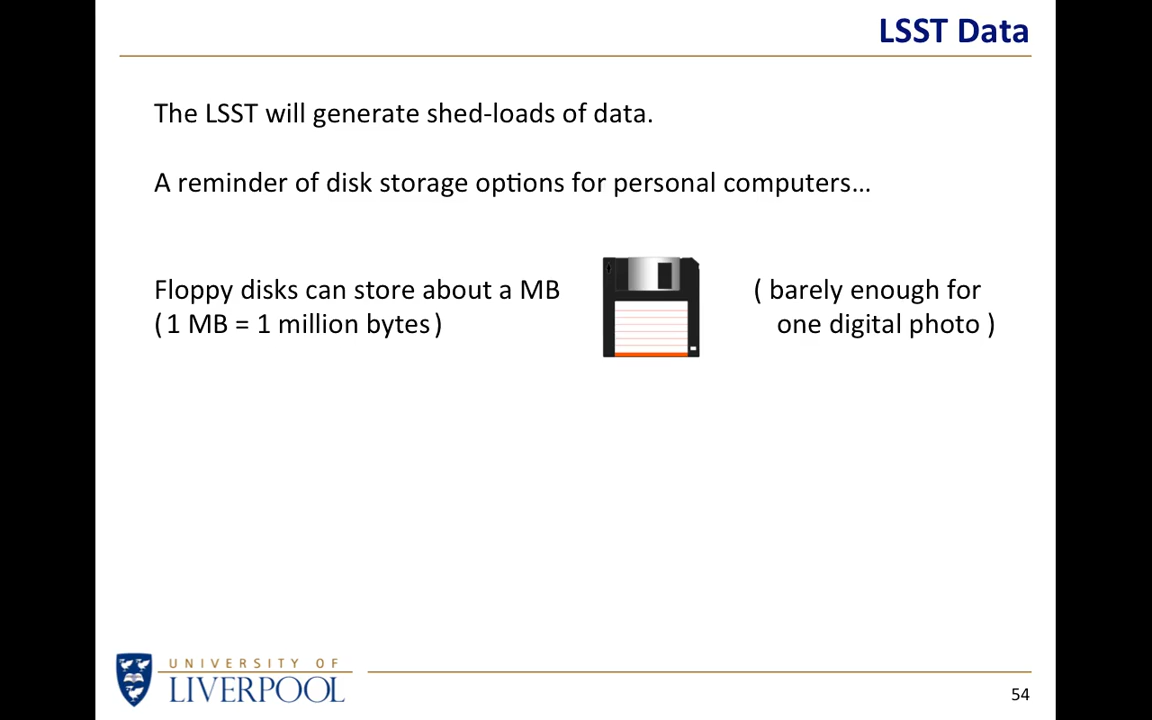 LSST Data
The LSST will generate shed-loads of data.
A reminder of disk storage options for personal computers…
Floppy disks can store about a MB
( 1 MB = 1 million bytes )
( barely enough for
one digital photo )
UNIVERSITY OF
LIVERPOOL
54